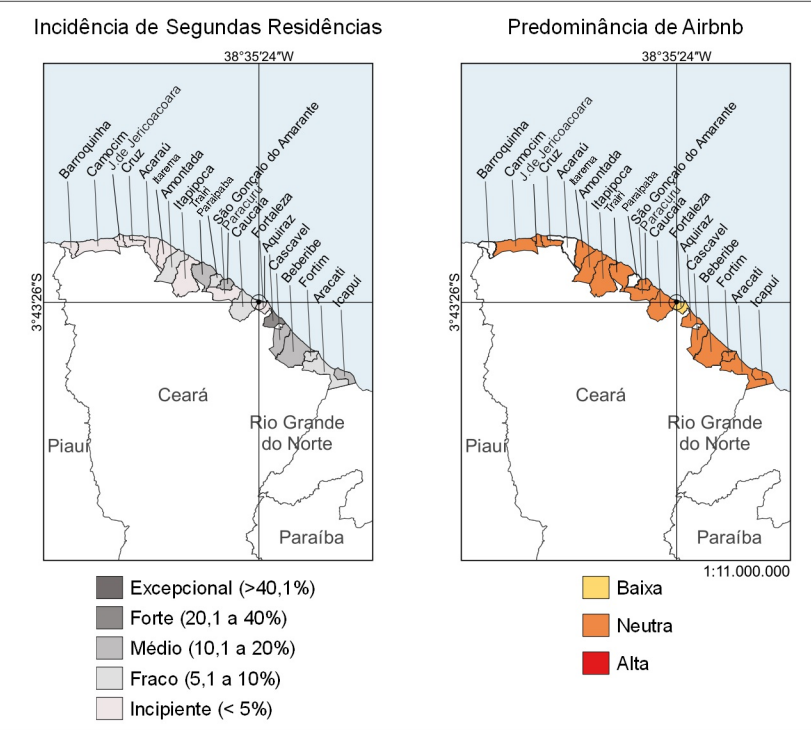 Incidência de Segundas Residências
38°35'24"W
3°43'26"S
Barroquinha
Camocim
J. de Jericoacoara
Cruz
Acaraú
Itarema
Amontada
Itapipoca
Trairi
Paraipaba
São Gonçalo do Amarante
Paracuru
Caucaia
Fortaleza
Aquiraz
Cascavel
Beberibe
Fortim
Aracati
Icapuí
Ceará
Rio Grande
do Norte
Piauí
Paraíba
Excepcional (>40,1%)
Forte (20,1 a 40%)
Médio (10,1 a 20%)
Fraco (5,1 a 10%)
Incipiente (< 5%)
Predominância de Airbnb
38°35'24"W
3°43'26"S
Barroquinha
Camocim
J. de Jericoacoara
Cruz
Acaraú
Itarema
Amontada
Itapipoca
Trairi
Paraipaba
São Gonçalo do Amarante
Paracuru
Caucaia
Fortaleza
Aquiraz
Cascavel
Beberibe
Fortim
Aracati
Icapuí
Ceará
Rio Grande
do Norte
Piauí
Paraíba
1:11.000.000
Baixa
Neutra
Alta